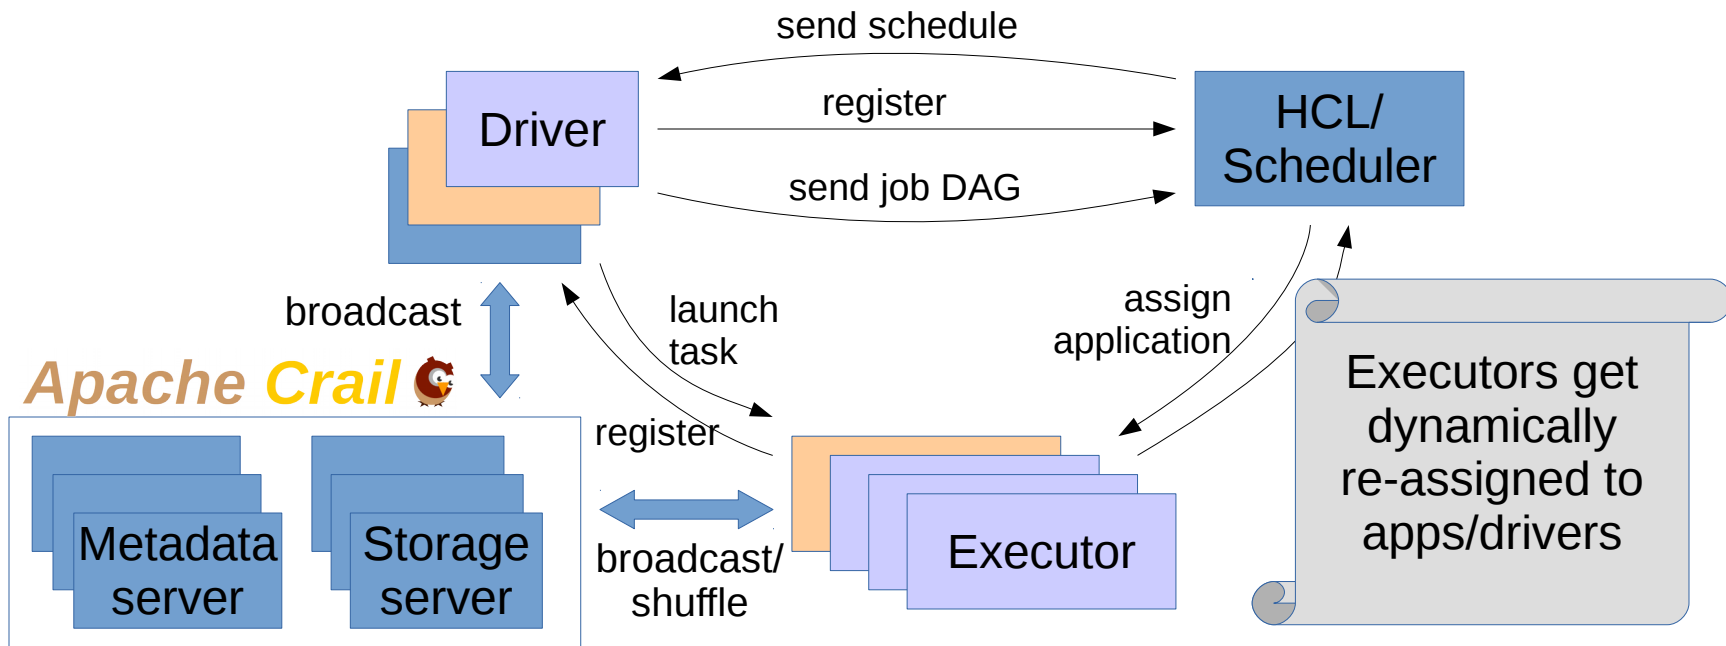 send schedule
register
send job DAG
Driver
HCL/
Scheduler
broadcast
launch
task
assign
application
Apache Crail
register
Metadata
server
Storage
server
broadcast/
shuffle
Executor
Executors get
dynamically
re-assigned to
apps/drivers